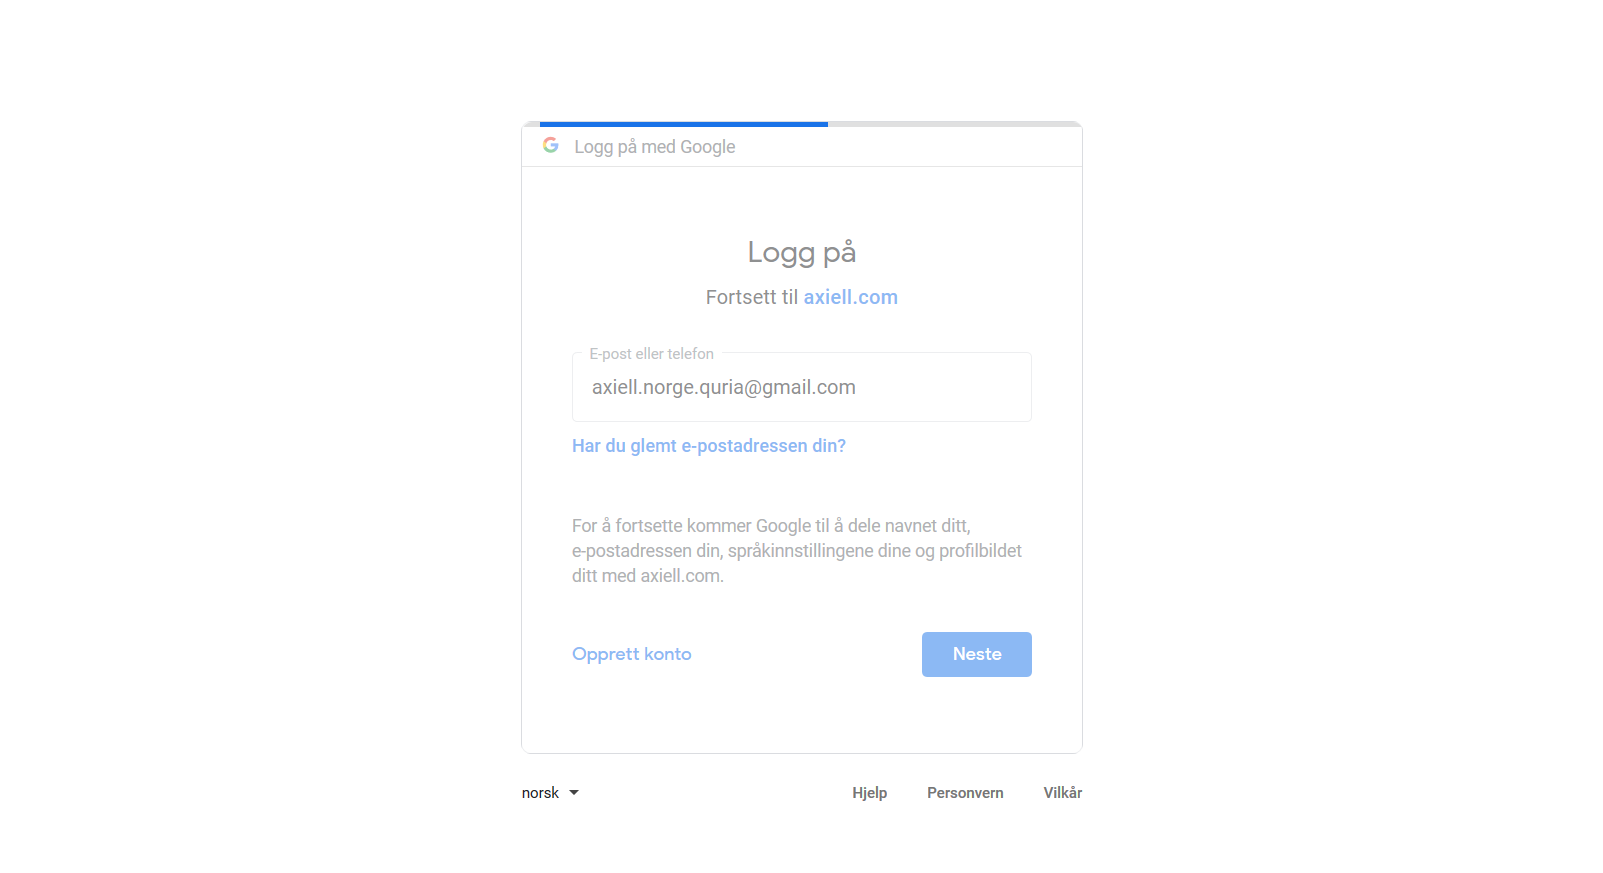 Logg på med Google
Logg på
Fortsett til axiell.com
E-post eller telefon
axiell.norge.quria@gmail.com
Har du glemt e-postadressen din?
For å fortsette kommer Google til å dele navnet ditt,
e-postadressen din, språkinnstillingene dine og profilbildet
ditt med axiell.com.
Opprett konto
Neste
norsk
Hjelp
Personvern
Vilkår